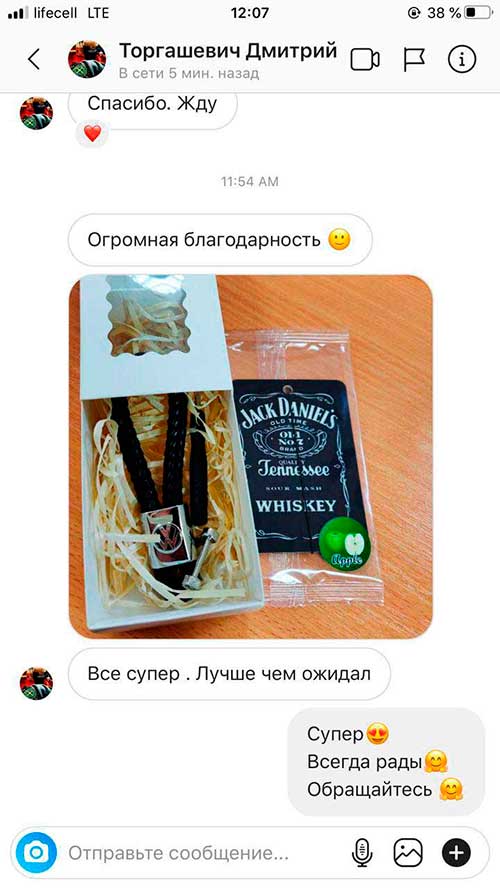 lifecell LTE 12:07 38 %
Торгашевич Дмитрий
В сети 5 мин. назад
Спасибо. Жду
11:54 AM
Огромная благодарность
JACK DANIEL'S
OLD TIME
No 7
BRAND
QUALITY
Tennessee
SOUR MASH
WHISKEY
Apple
Все супер . Лучше чем ожидал
Супер
Всегда рады
Обращайтесь
Отправьте сообщение...